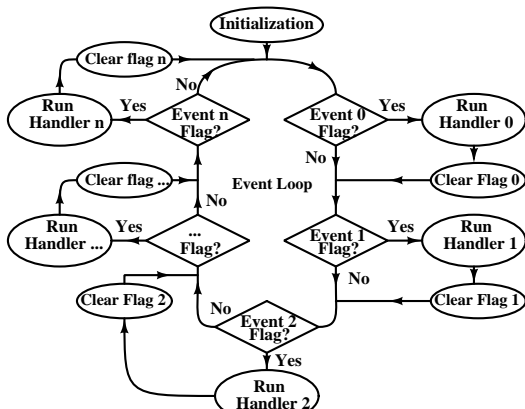 Initialization
Clear flag n
No
Run
Handler n
Yes
Event n
Flag?
Event 0
Flag?
Yes
Run
Handler 0
No
Clear flag ...
Event Loop
Clear Flag 0
No
Run
Handler ...
Yes
...
Flag?
Event 1
Flag?
Yes
Run
Handler 1
No
Clear Flag 2
No
Clear Flag 1
Event 2
Flag?
Yes
Run
Handler 2